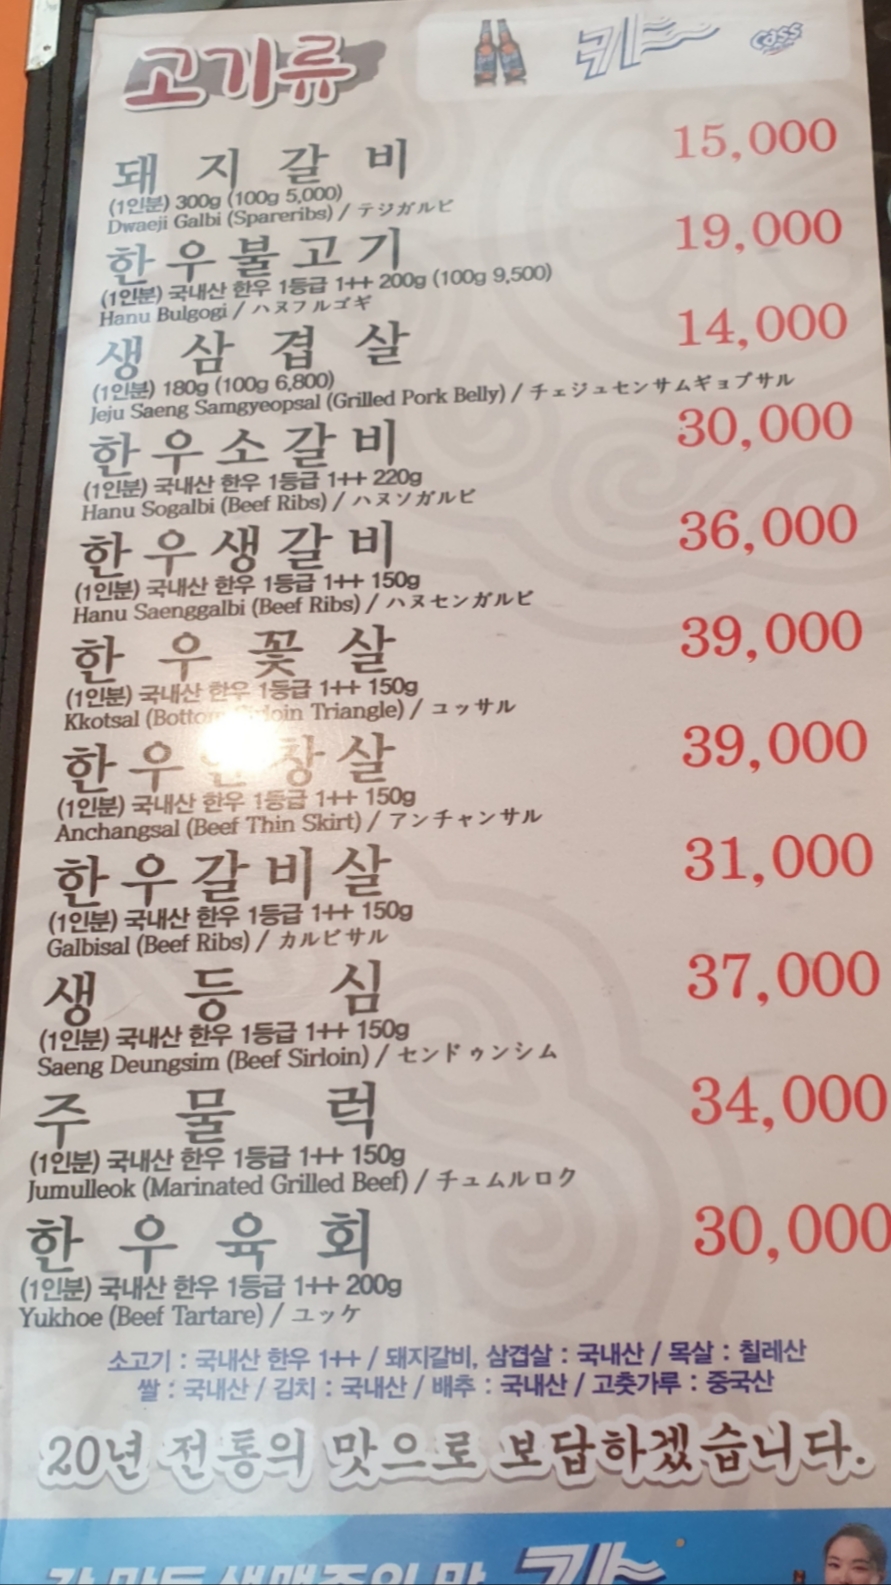 고기류
카 cass
돼지갈비 15,000
(1인분) 300g (100g 5,000)
Dwaeji Galbi (Spareribs) / テジガルビ
한우불고기 19,000
(1인분) 국내산 한우 1등급 1++ 200g (100g 9,500)
Hanu Bulgogi / ハヌフルゴギ
생삼겹살 14,000
(1인분) 180g (100g 6,800)
Jeju Saeng Samgyeopsal (Grilled Pork Belly) / チェジュセンサムギョプサル
한우소갈비 30,000
(1인분) 국내산 한우 1등급 1++ 220g
Hanu Sogalbi (Beef Ribs) / ハヌソガルビ
한우생갈비 36,000
(1인분) 국내산 한우 1등급 1++ 150g
Hanu Saenggalbi (Beef Ribs) / ハヌセンガルビ
한우꽃살 39,000
(1인분) 국내산 한우 1등급 1++ 150g
Kkotsal (Bottom Sirloin Triangle) / コッサル
한우안창살 39,000
(1인분) 국내산 한우 1등급 1++ 150g
Anchangsal (Beef Thin Skirt) / アンチャンサル
한우갈비살 31,000
(1인분) 국내산 한우 1등급 1++ 150g
Galbisal (Beef Ribs) / カルビサル
생등심 37,000
(1인분) 국내산 한우 1등급 1++ 150g
Saeng Deungsim (Beef Sirloin) / センドゥンシム
주물럭 34,000
(1인분) 국내산 한우 1등급 1++ 150g
Jumulleok (Marinated Grilled Beef) / チュムルロク
한우육회 30,000
(1인분) 국내산 한우 1등급 1++ 200g
Yukhoe (Beef Tartare) / ユッケ
소고기 : 국내산 한우 1++ / 돼지갈비, 삼겹살 : 국내산 / 목살 : 칠레산
쌀 : 국내산 / 김치 : 국내산 / 배추 : 국내산 / 고춧가루 : 중국산
20년 전통의 맛으로 보답하겠습니다.